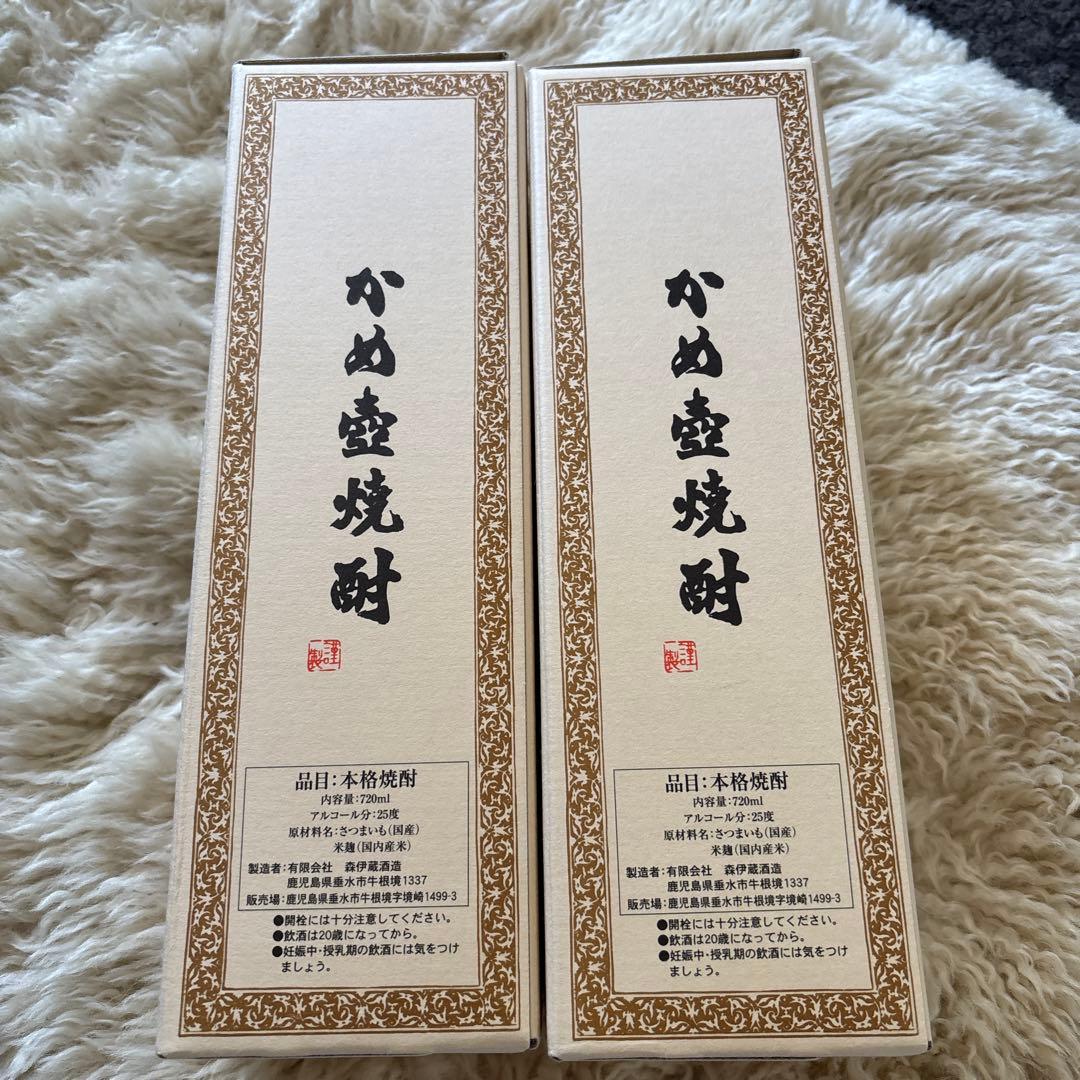 かめ壺焼酎
謹製
品目:本格焼酎
内容量:720ml
アルコール分:25度
原材料名:さつまいも(国産)
米麹(国内産米)
製造者:有限会社 森伊蔵酒造
鹿児島県垂水市牛根境1337
販売場:鹿児島県垂水市牛根境字境崎1499-3
●開栓には十分注意してください。
●飲酒は20歳になってから。
●妊娠中・授乳期の飲酒には気をつけ
ましょう。
かめ壺焼酎
謹製
品目:本格焼酎
内容量:720ml
アルコール分:25度
原材料名:さつまいも(国産)
米麹(国内産米)
製造者:有限会社 森伊蔵酒造
鹿児島県垂水市牛根境1337
販売場:鹿児島県垂水市牛根境字境崎1499-3
●開栓には十分注意してください。
●飲酒は20歳になってから。
●妊娠中・授乳期の飲酒には気をつけ
ましょう。